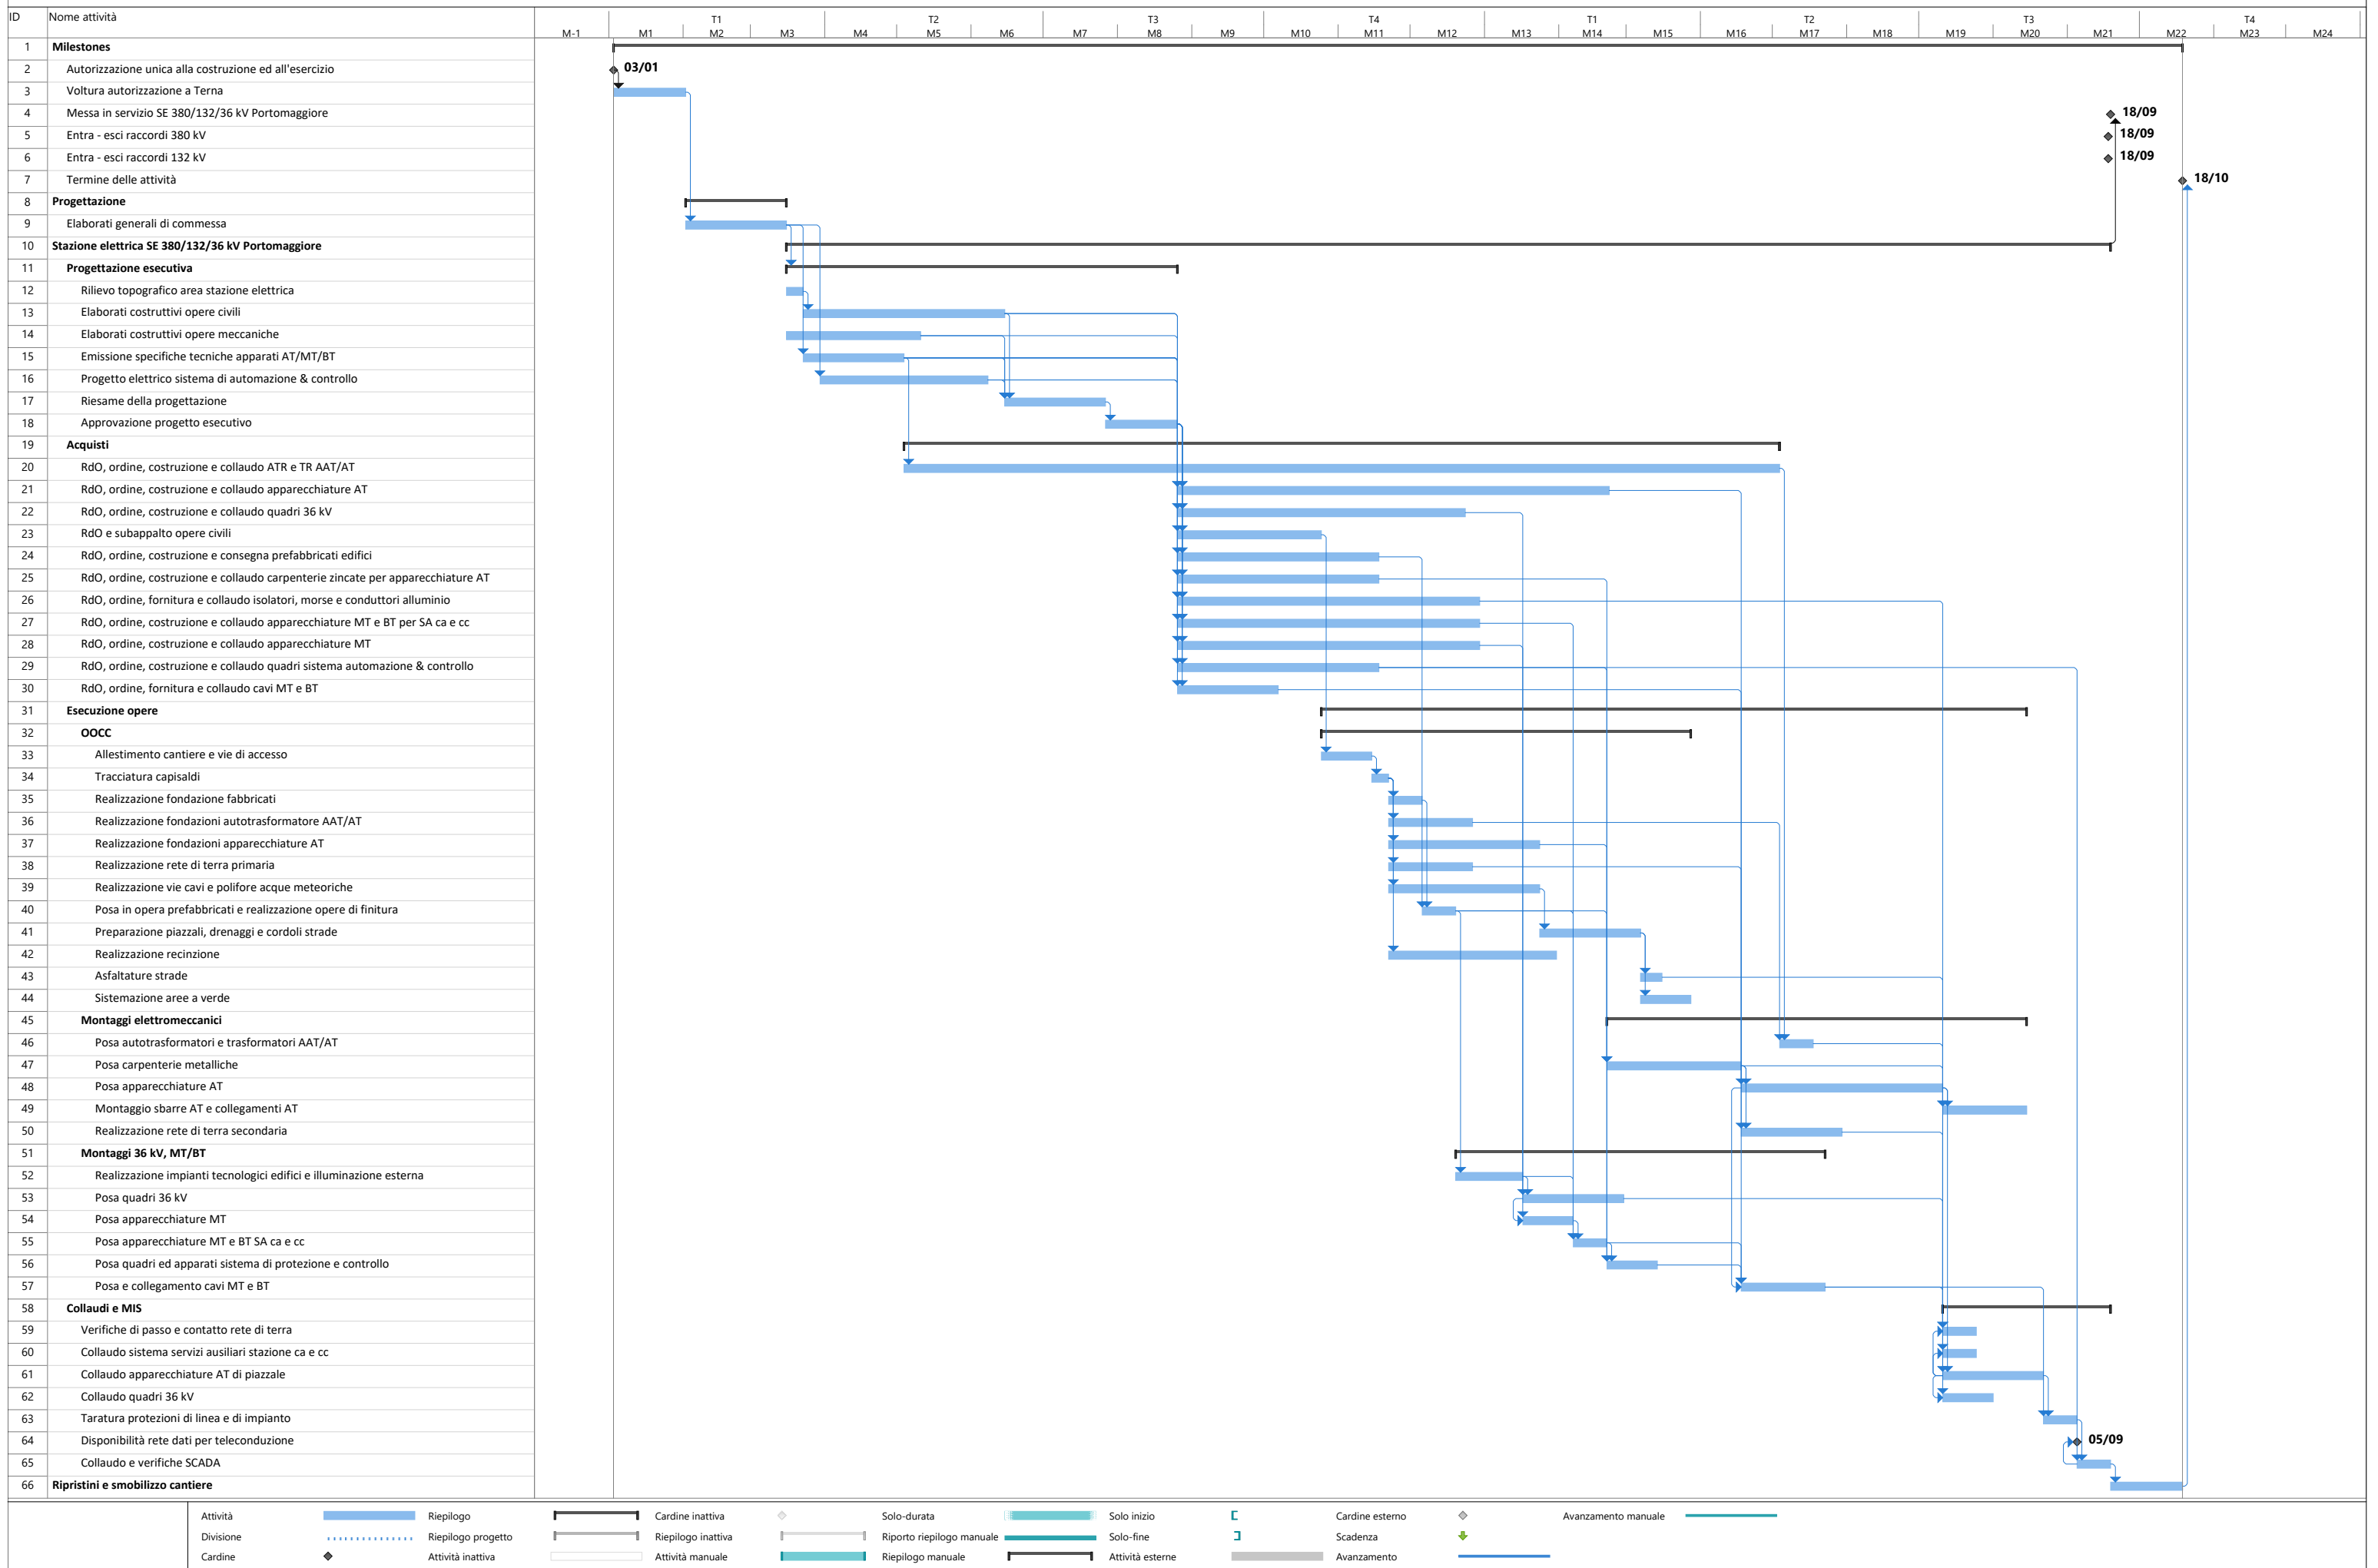 ID Nome attività
T1 T2 T3 T4 T1 T2 T3 T4
M-1 M1 M2 M3 M4 M5 M6 M7 M8 M9 M10 M11 M12 M13 M14 M15 M16 M17 M18 M19 M20 M21 M22 M23 M24
1 Milestones
2 Autorizzazione unica alla costruzione ed all'esercizio 03/01
3 Voltura autorizzazione a Terna
4 Messa in servizio SE 380/132/36 kV Portomaggiore 18/09
5 Entra - esci raccordi 380 kV 18/09
6 Entra - esci raccordi 132 kV 18/09
7 Termine delle attività 18/10
8 Progettazione
9 Elaborati generali di commessa
10 Stazione elettrica SE 380/132/36 kV Portomaggiore
11 Progettazione esecutiva
12 Rilievo topografico area stazione elettrica
13 Elaborati costruttivi opere civili
14 Elaborati costruttivi opere meccaniche
15 Emissione specifiche tecniche apparati AT/MT/BT
16 Progetto elettrico sistema di automazione & controllo
17 Riesame della progettazione
18 Approvazione progetto esecutivo
19 Acquisti
20 RdO, ordine, costruzione e collaudo ATR e TR AAT/AT
21 RdO, ordine, costruzione e collaudo apparecchiature AT
22 RdO, ordine, costruzione e collaudo quadri 36 kV
23 RdO e subappalto opere civili
24 RdO, ordine, costruzione e consegna prefabbricati edifici
25 RdO, ordine, costruzione e collaudo carpenterie zincate per apparecchiature AT
26 RdO, ordine, fornitura e collaudo isolatori, morse e conduttori alluminio
27 RdO, ordine, costruzione e collaudo apparecchiature MT e BT per SA ca e cc
28 RdO, ordine, costruzione e collaudo apparecchiature MT
29 RdO, ordine, costruzione e collaudo quadri sistema automazione & controllo
30 RdO, ordine, fornitura e collaudo cavi MT e BT
31 Esecuzione opere
32 OOCC
33 Allestimento cantiere e vie di accesso
34 Tracciatura capisaldi
35 Realizzazione fondazione fabbricati
36 Realizzazione fondazioni autotrasformatore AAT/AT
37 Realizzazione fondazioni apparecchiature AT
38 Realizzazione rete di terra primaria
39 Realizzazione vie cavi e polifore acque meteoriche
40 Posa in opera prefabbricati e realizzazione opere di finitura
41 Preparazione piazzali, drenaggi e cordoli strade
42 Realizzazione recinzione
43 Asfaltature strade
44 Sistemazione aree a verde
45 Montaggi elettromeccanici
46 Posa autotrasformatori e trasformatori AAT/AT
47 Posa carpenterie metalliche
48 Posa apparecchiature AT
49 Montaggio sbarre AT e collegamenti AT
50 Realizzazione rete di terra secondaria
51 Montaggi 36 kV, MT/BT
52 Realizzazione impianti tecnologici edifici e illuminazione esterna
53 Posa quadri 36 kV
54 Posa apparecchiature MT
55 Posa apparecchiature MT e BT SA ca e cc
56 Posa quadri ed apparati sistema di protezione e controllo
57 Posa e collegamento cavi MT e BT
58 Collaudi e MIS
59 Verifiche di passo e contatto rete di terra
60 Collaudo sistema servizi ausiliari stazione ca e cc
61 Collaudo apparecchiature AT di piazzale
62 Collaudo quadri 36 kV
63 Taratura protezioni di linea e di impianto
64 Disponibilità rete dati per teleconduzione 05/09
65 Collaudo e verifiche SCADA
66 Ripristini e smobilizzo cantiere
Attività Riepilogo Cardine inattiva Solo-durata Solo inizio Cardine esterno Avanzamento manuale
Divisione Riepilogo progetto Riepilogo inattiva Riporto riepilogo manuale Solo-fine Scadenza
Cardine Attività inattiva Attività manuale Riepilogo manuale Attività esterne Avanzamento